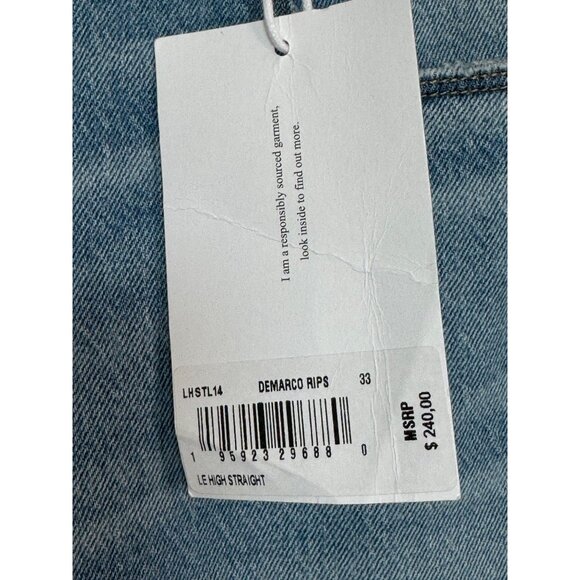 I am a responsibly sourced garment,
look inside to find out more.
LHSTL14 DEMARCO RIPS 33
1 95923 29688 0
LE HIGH STRAIGHT
MSRP
$ 240,00